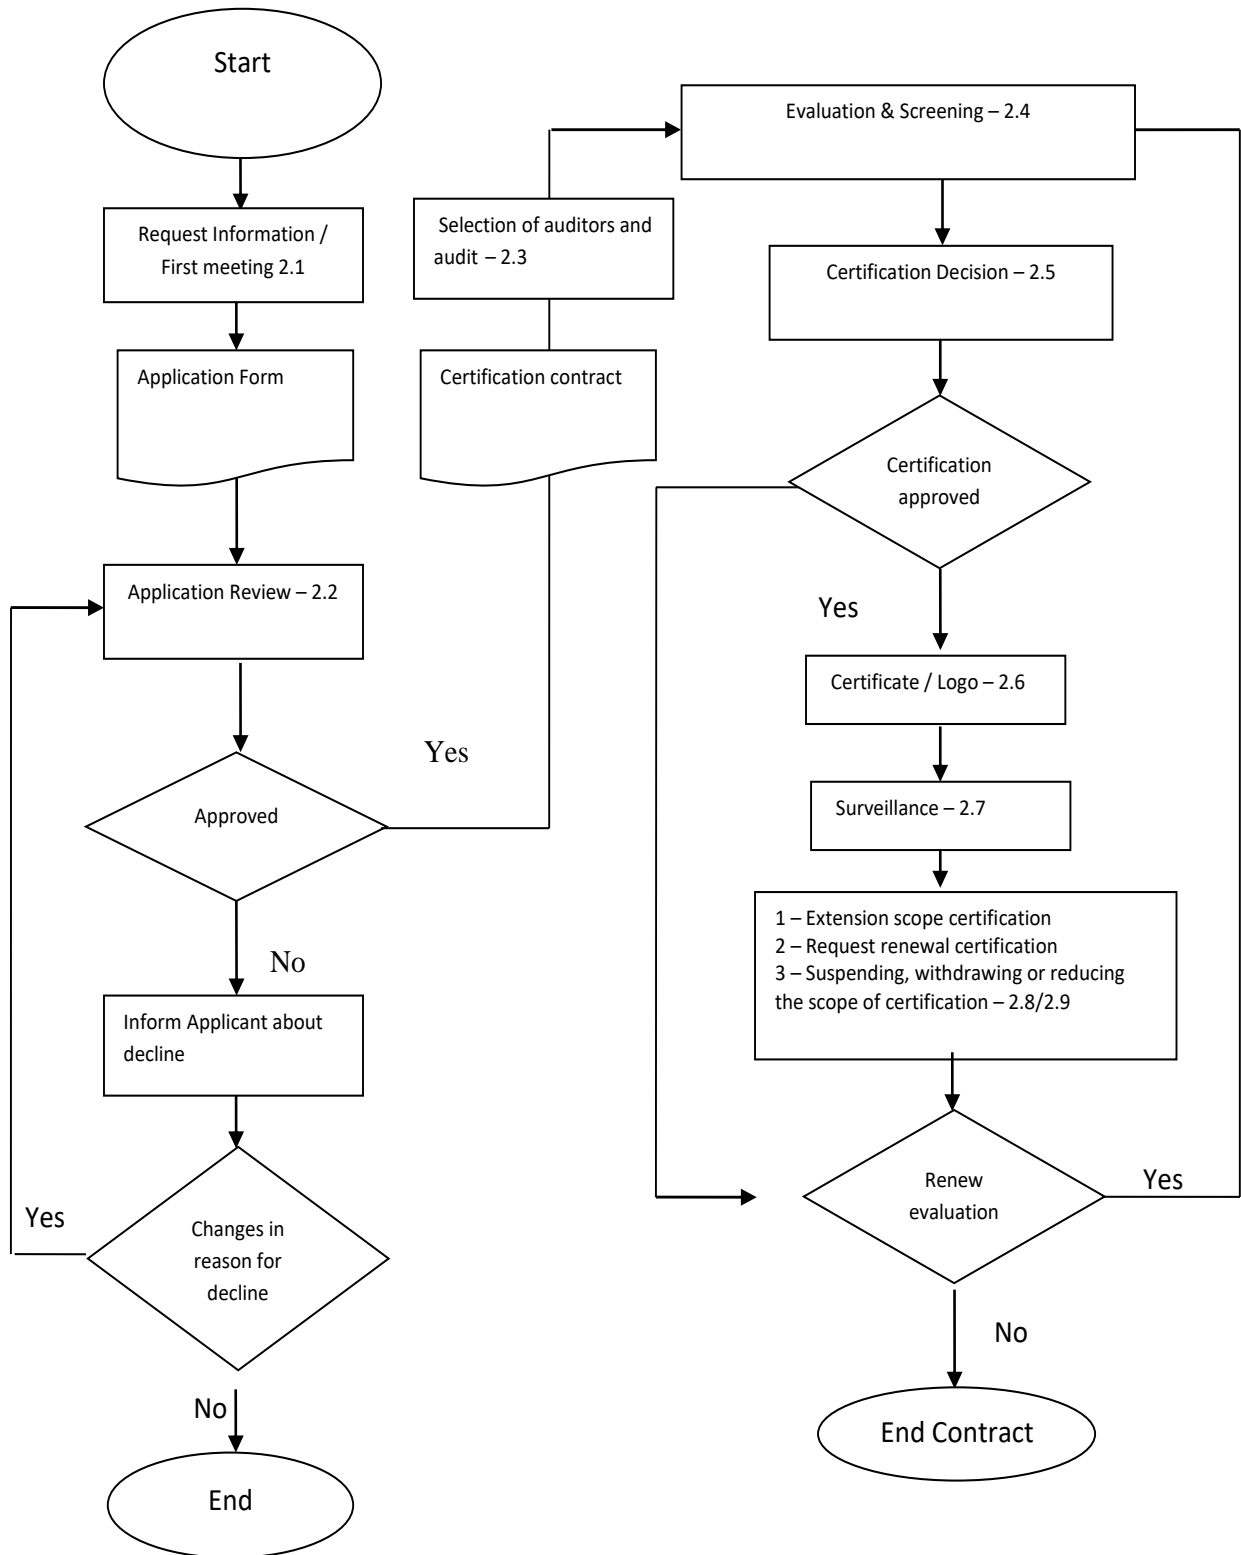 Start
Request Information /
First meeting 2.1
Application Form
Application Review – 2.2
Approved
Yes
No
Inform Applicant about
decline
Changes in
reason for
decline
Yes
No
End
Certification contract
Selection of auditors and
audit – 2.3
Evaluation & Screening – 2.4
Certification Decision – 2.5
Certification
approved
Yes
Certificate / Logo – 2.6
Surveillance – 2.7
1 – Extension scope certification
2 – Request renewal certification
3 – Suspending, withdrawing or reducing
the scope of certification – 2.8/2.9
Renew
evaluation
Yes
No
End Contract